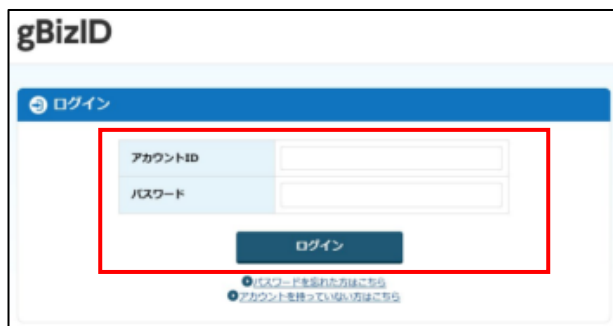 gBizID
ログイン
アカウントID
パスワード
ログイン
パスワードを忘れた方はこちら
アカウントを持っていない方はこちら